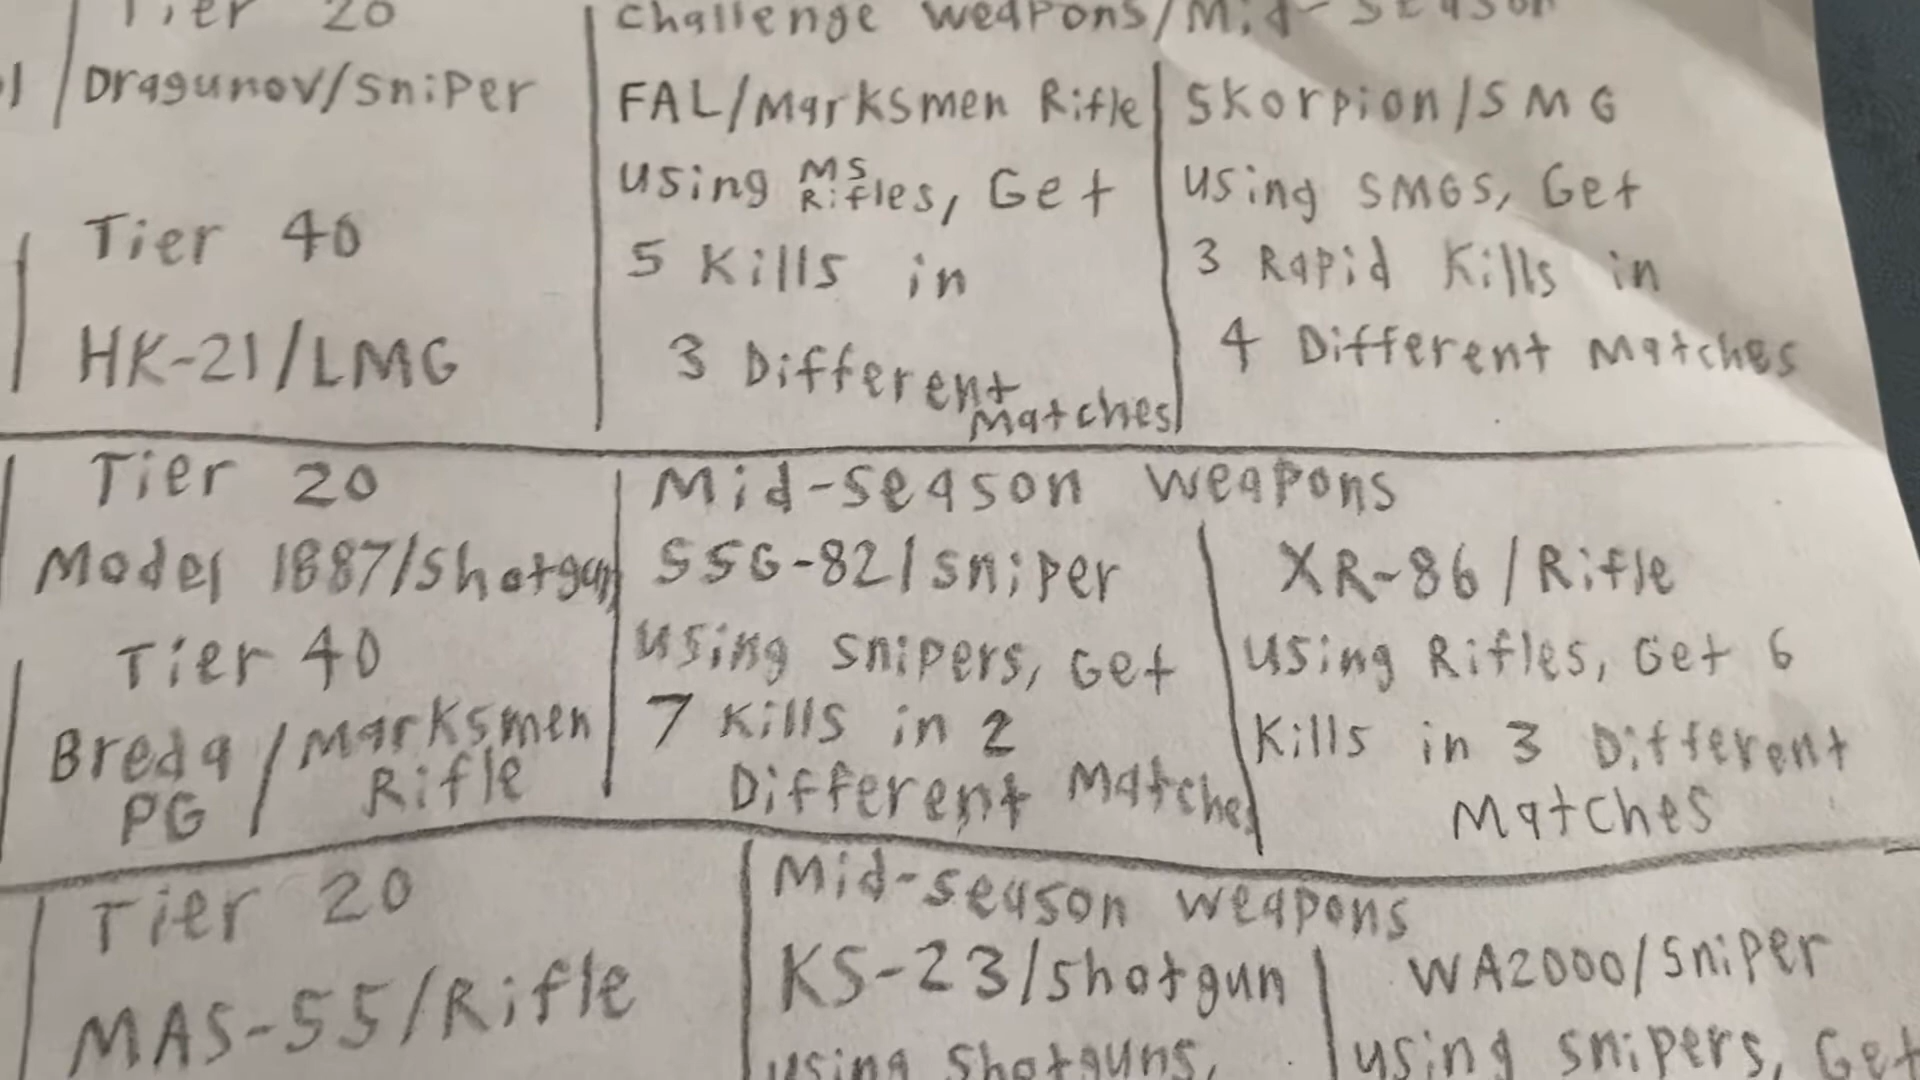 Tier 20
Dragunov/Sniper
Tier 40
HK-21/LMG
Challenge Weapons/Mid-Season
FAL/Marksmen Rifle
using MS Rifles, Get
5 Kills in
3 Different
Matches
Skorpion/SMG
using SMGs, Get
3 Rapid Kills in
4 Different Matches
Tier 20
Model 1887/Shotgun
Tier 40
Breda PG/Marksmen Rifle
Mid-season weapons
SSG-82/Sniper
using snipers, Get
7 Kills in 2
Different Matches
XR-86/Rifle
using Rifles, Get 6
Kills in 3 Different
Matches
Tier 20
MAS-55/Rifle
Mid-season weapons
KS-23/Shotgun
using shotguns,
WA2000/Sniper
using snipers, Get